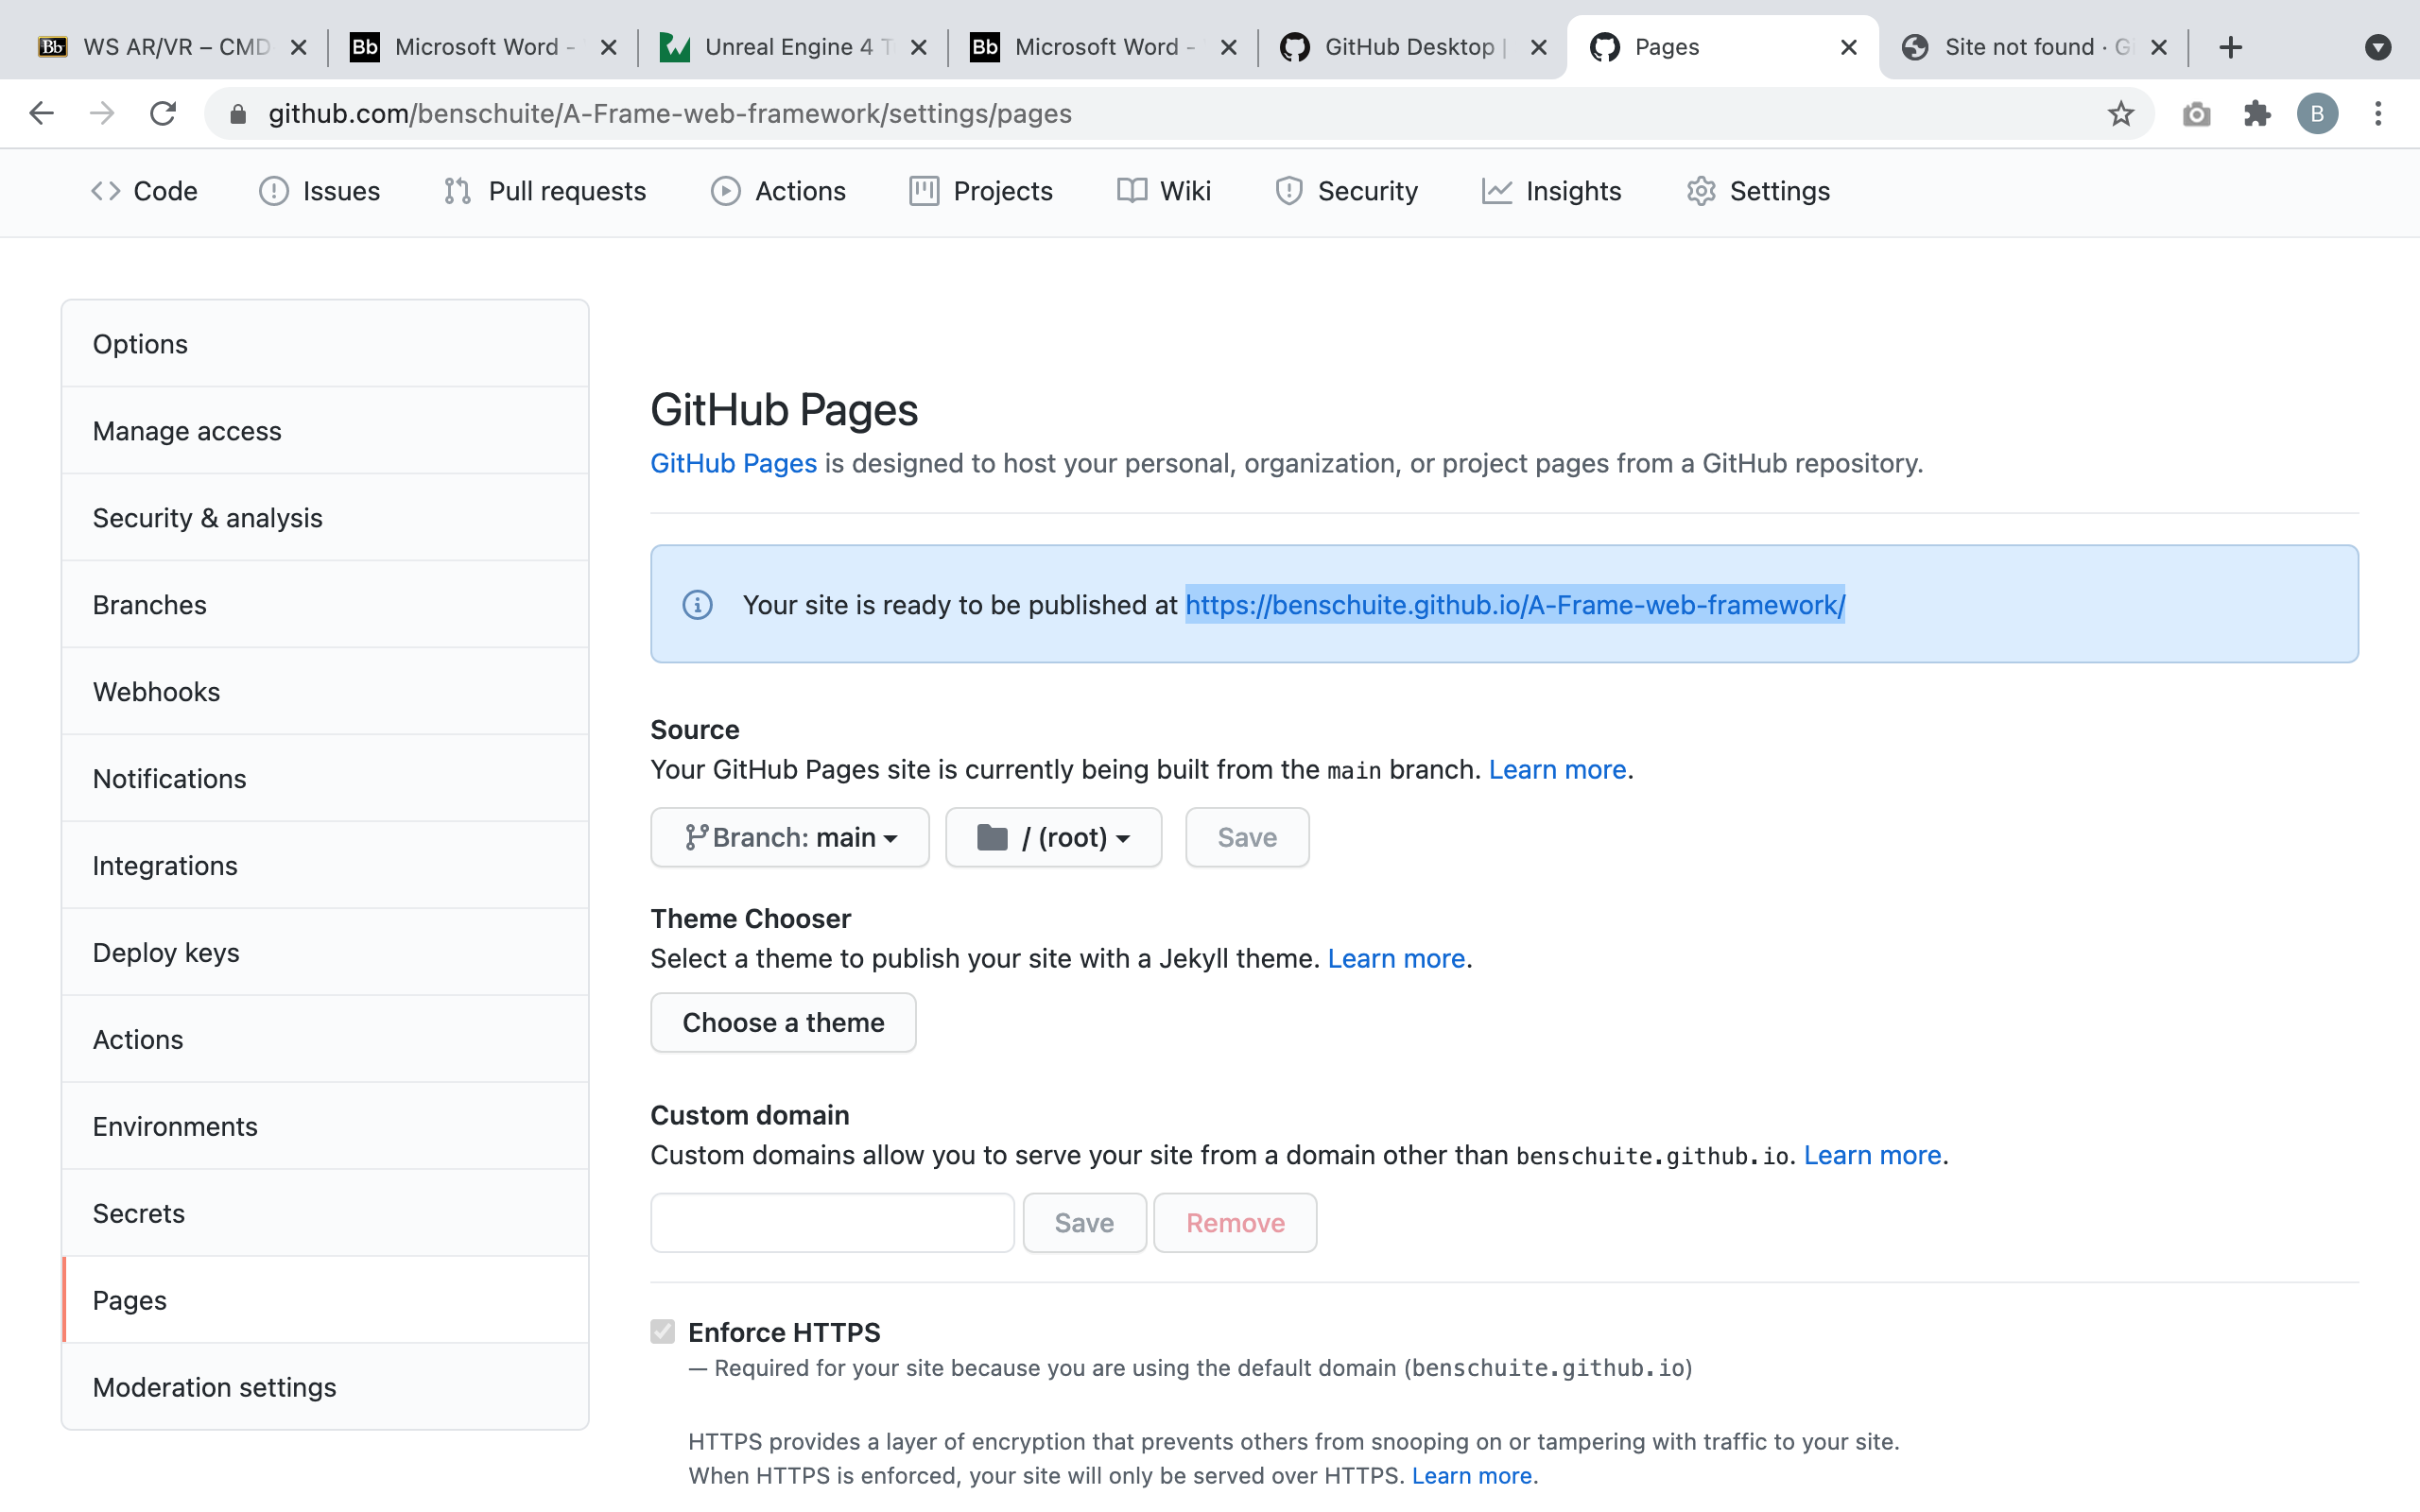 Bb WS AR/VR – CMD
Bb Microsoft Word -
Unreal Engine 4 T
Bb Microsoft Word -
GitHub Desktop |
Pages
Site not found · Gi
github.com/benschuite/A-Frame-web-framework/settings/pages
B
Code
Issues
Pull requests
Actions
Projects
Wiki
Security
Insights
Settings
Options
Manage access
Security & analysis
Branches
Webhooks
Notifications
Integrations
Deploy keys
Actions
Environments
Secrets
Pages
Moderation settings
GitHub Pages
GitHub Pages is designed to host your personal, organization, or project pages from a GitHub repository.
Your site is ready to be published at https://benschuite.github.io/A-Frame-web-framework/
Source
Your GitHub Pages site is currently being built from the main branch. Learn more.
Branch: main
/ (root)
Save
Theme Chooser
Select a theme to publish your site with a Jekyll theme. Learn more.
Choose a theme
Custom domain
Custom domains allow you to serve your site from a domain other than benschuite.github.io. Learn more.
Save
Remove
Enforce HTTPS
— Required for your site because you are using the default domain (benschuite.github.io)
HTTPS provides a layer of encryption that prevents others from snooping on or tampering with traffic to your site.
When HTTPS is enforced, your site will only be served over HTTPS. Learn more.